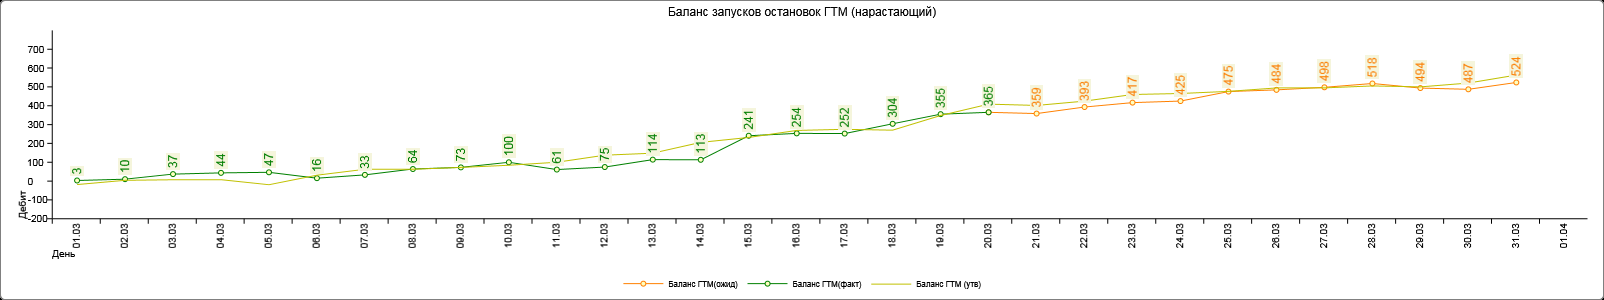 Баланс запусков остановок ГТМ (нарастающий)
Дебит
700
600
500
400
300
200
100
0
-100
-200
3 10 37 44 47 16 33 64 73 100 61 75 114 113 241 254 252 304 355 365 359 393 417 425 475 484 498 518 494 487 524
01.03 02.03 03.03 04.03 05.03 06.03 07.03 08.03 09.03 10.03 11.03 12.03 13.03 14.03 15.03 16.03 17.03 18.03 19.03 20.03 21.03 22.03 23.03 24.03 25.03 26.03 27.03 28.03 29.03 30.03 31.03 01.04
День
Баланс ГТМ(ожид) Баланс ГТМ(факт) Баланс ГТМ (утв)